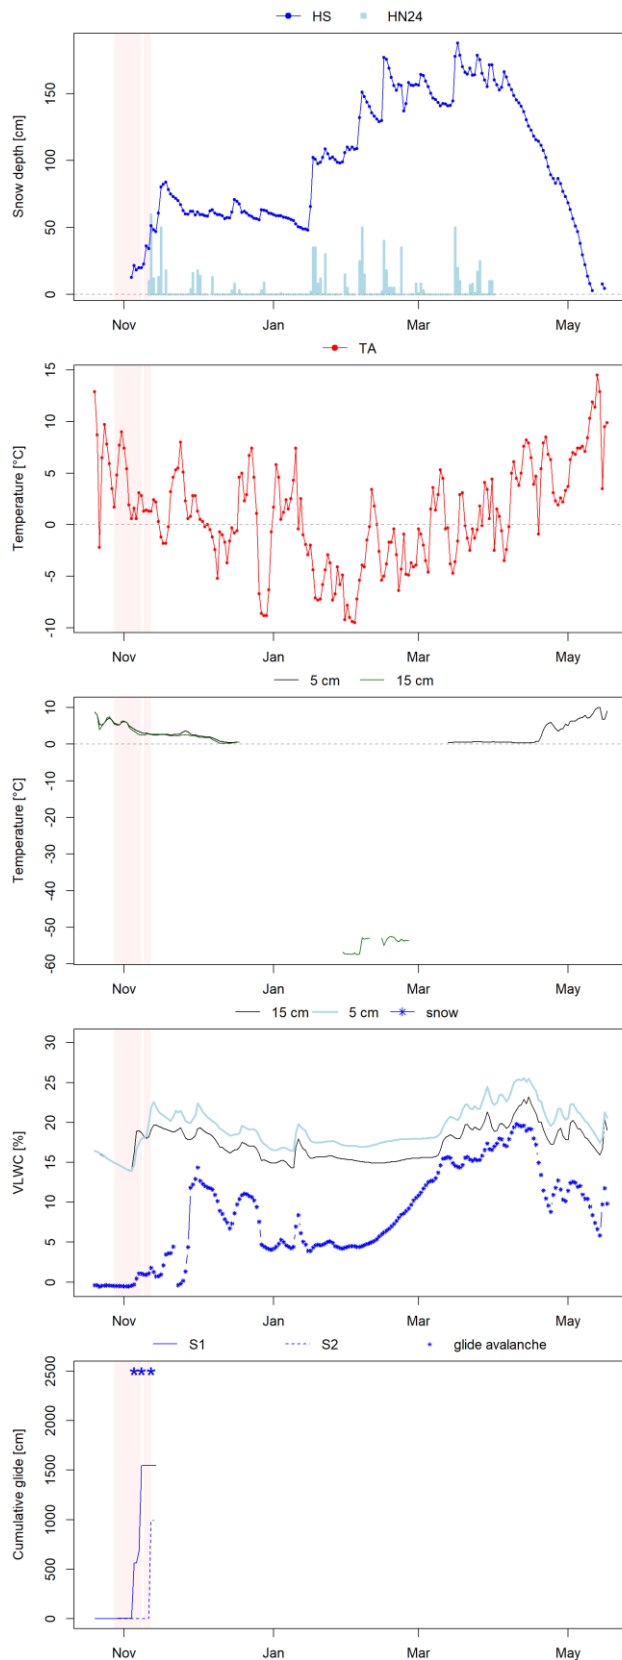 HS HN24
Snow depth [cm]
150
100
50
0
Nov Jan Mar May
TA
Temperature [°C]
15
10
5
0
-5
-10
Nov Jan Mar May
5 cm 15 cm
Temperature [°C]
10
0
-10
-20
-30
-40
-50
-60
Nov Jan Mar May
15 cm 5 cm snow
VLWC [%]
30
25
20
15
10
5
0
Nov Jan Mar May
S1 S2 glide avalanche
Cumulative glide [cm]
2500
2000
1500
1000
500
0
Nov Jan Mar May